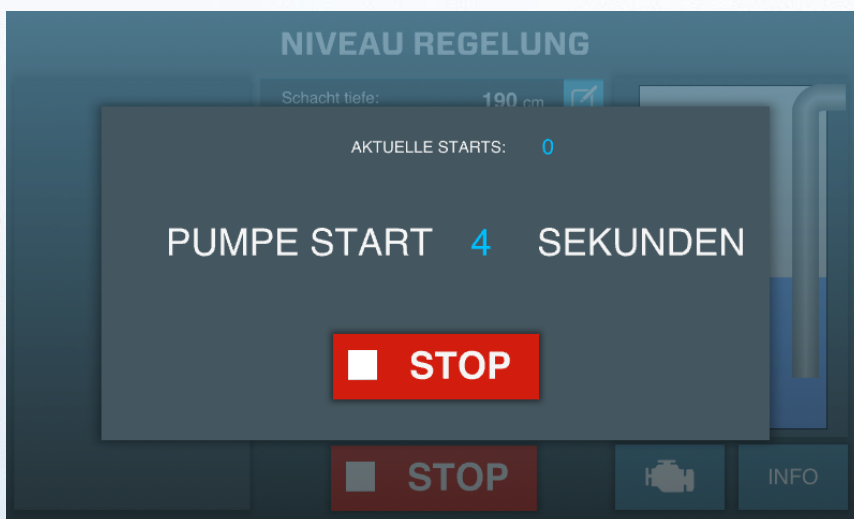 NIVEAU REGELUNG
Schacht tiefe: 190 cm
AKTUELLE STARTS: 0
PUMPE START 4 SEKUNDEN
STOP
STOP
INFO